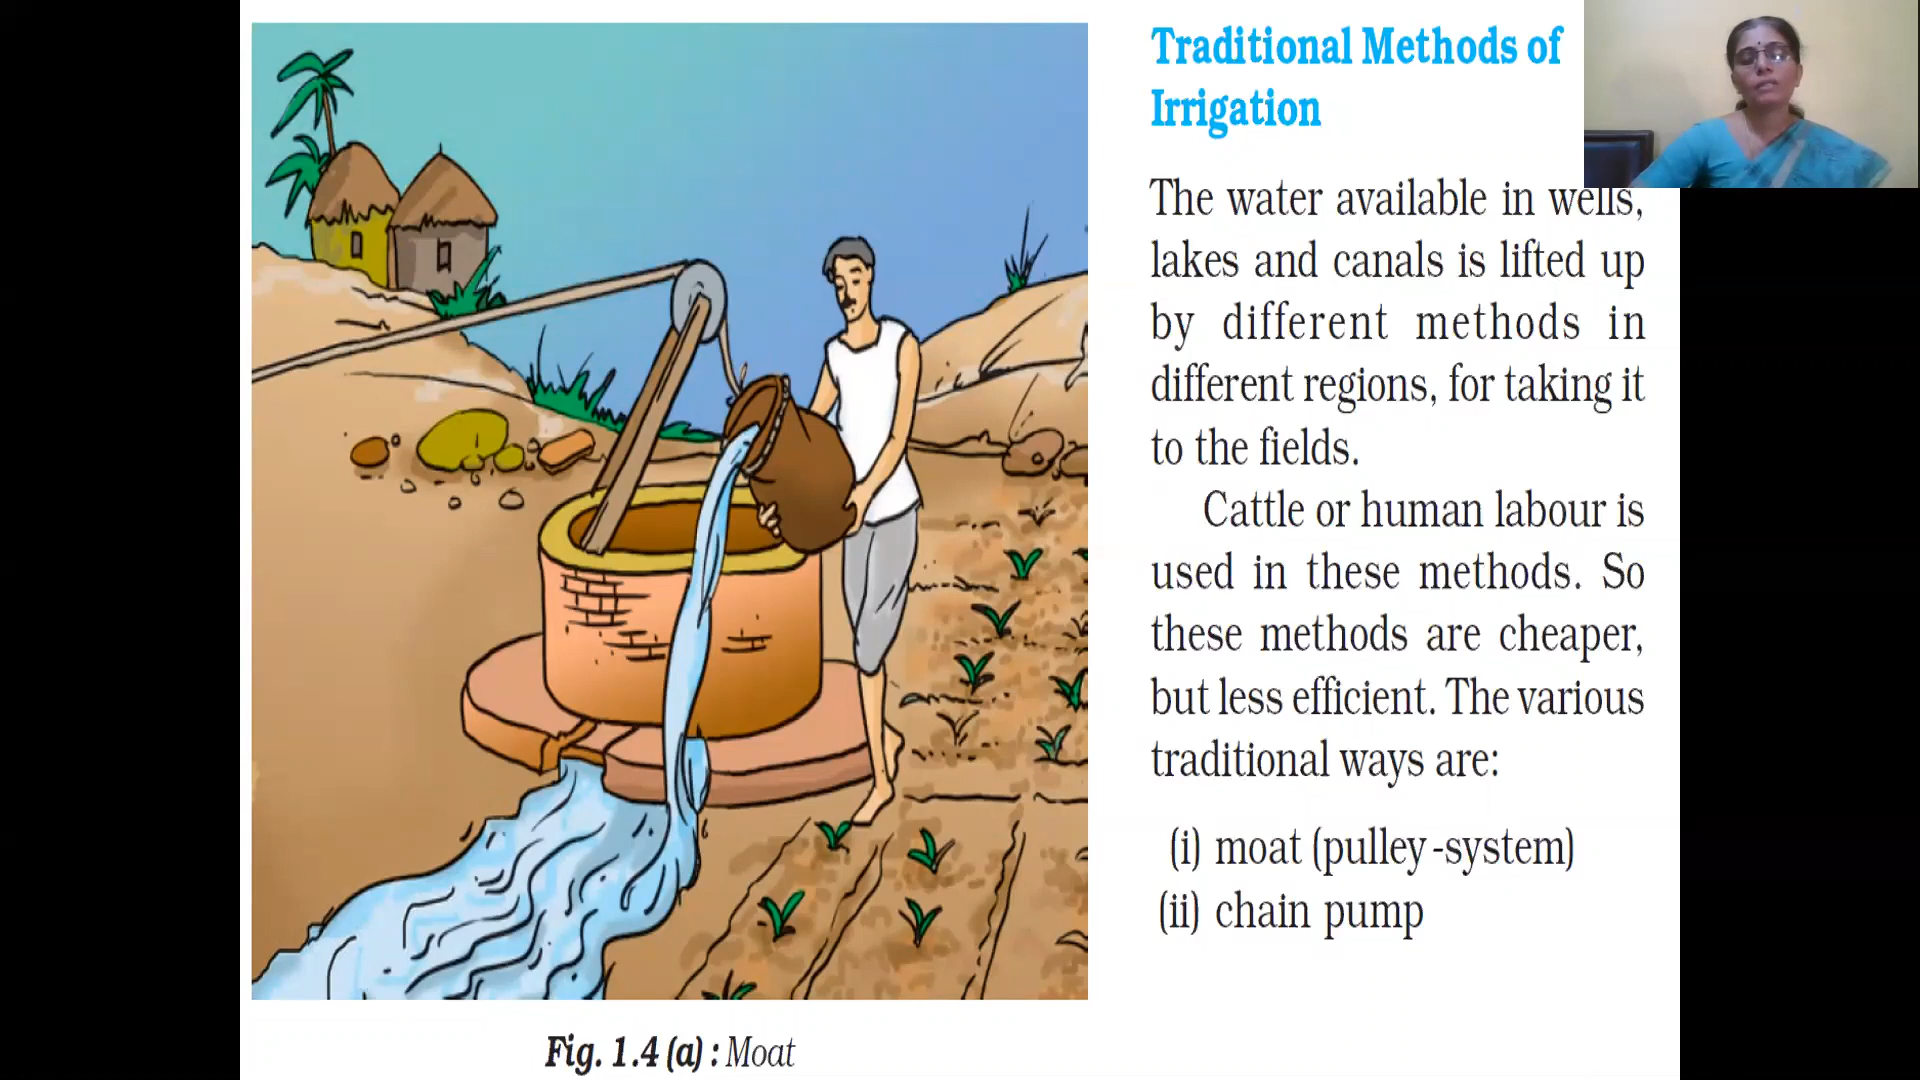 Traditional Methods of
Irrigation
The water available in wells,
lakes and canals is lifted up
by different methods in
different regions, for taking it
to the fields.
Cattle or human labour is
used in these methods. So
these methods are cheaper,
but less efficient. The various
traditional ways are:
(i) moat (pulley-system)
(ii) chain pump
Fig. 1.4 (a) : Moat